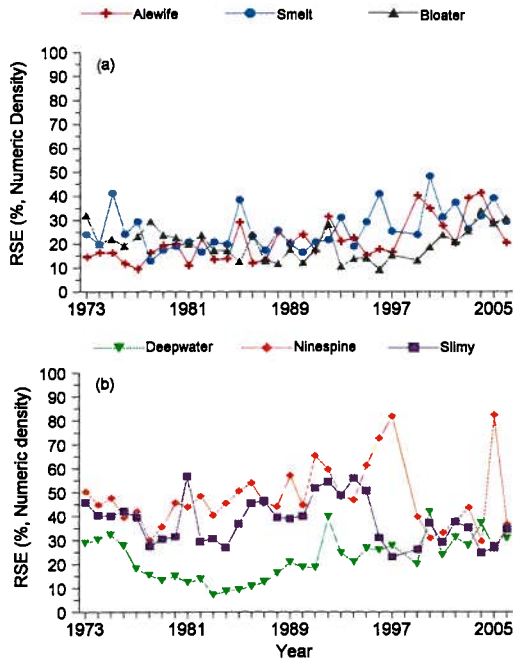 Alewife Smelt Bloater
(a)
RSE (%, Numeric Density)
100
90
80
70
60
50
40
30
20
10
0
1973 1981 1989 1997 2005
Deepwater Ninespine Slimy
(b)
RSE (%, Numeric density)
100
90
80
70
60
50
40
30
20
10
0
1973 1981 1989 1997 2005
Year